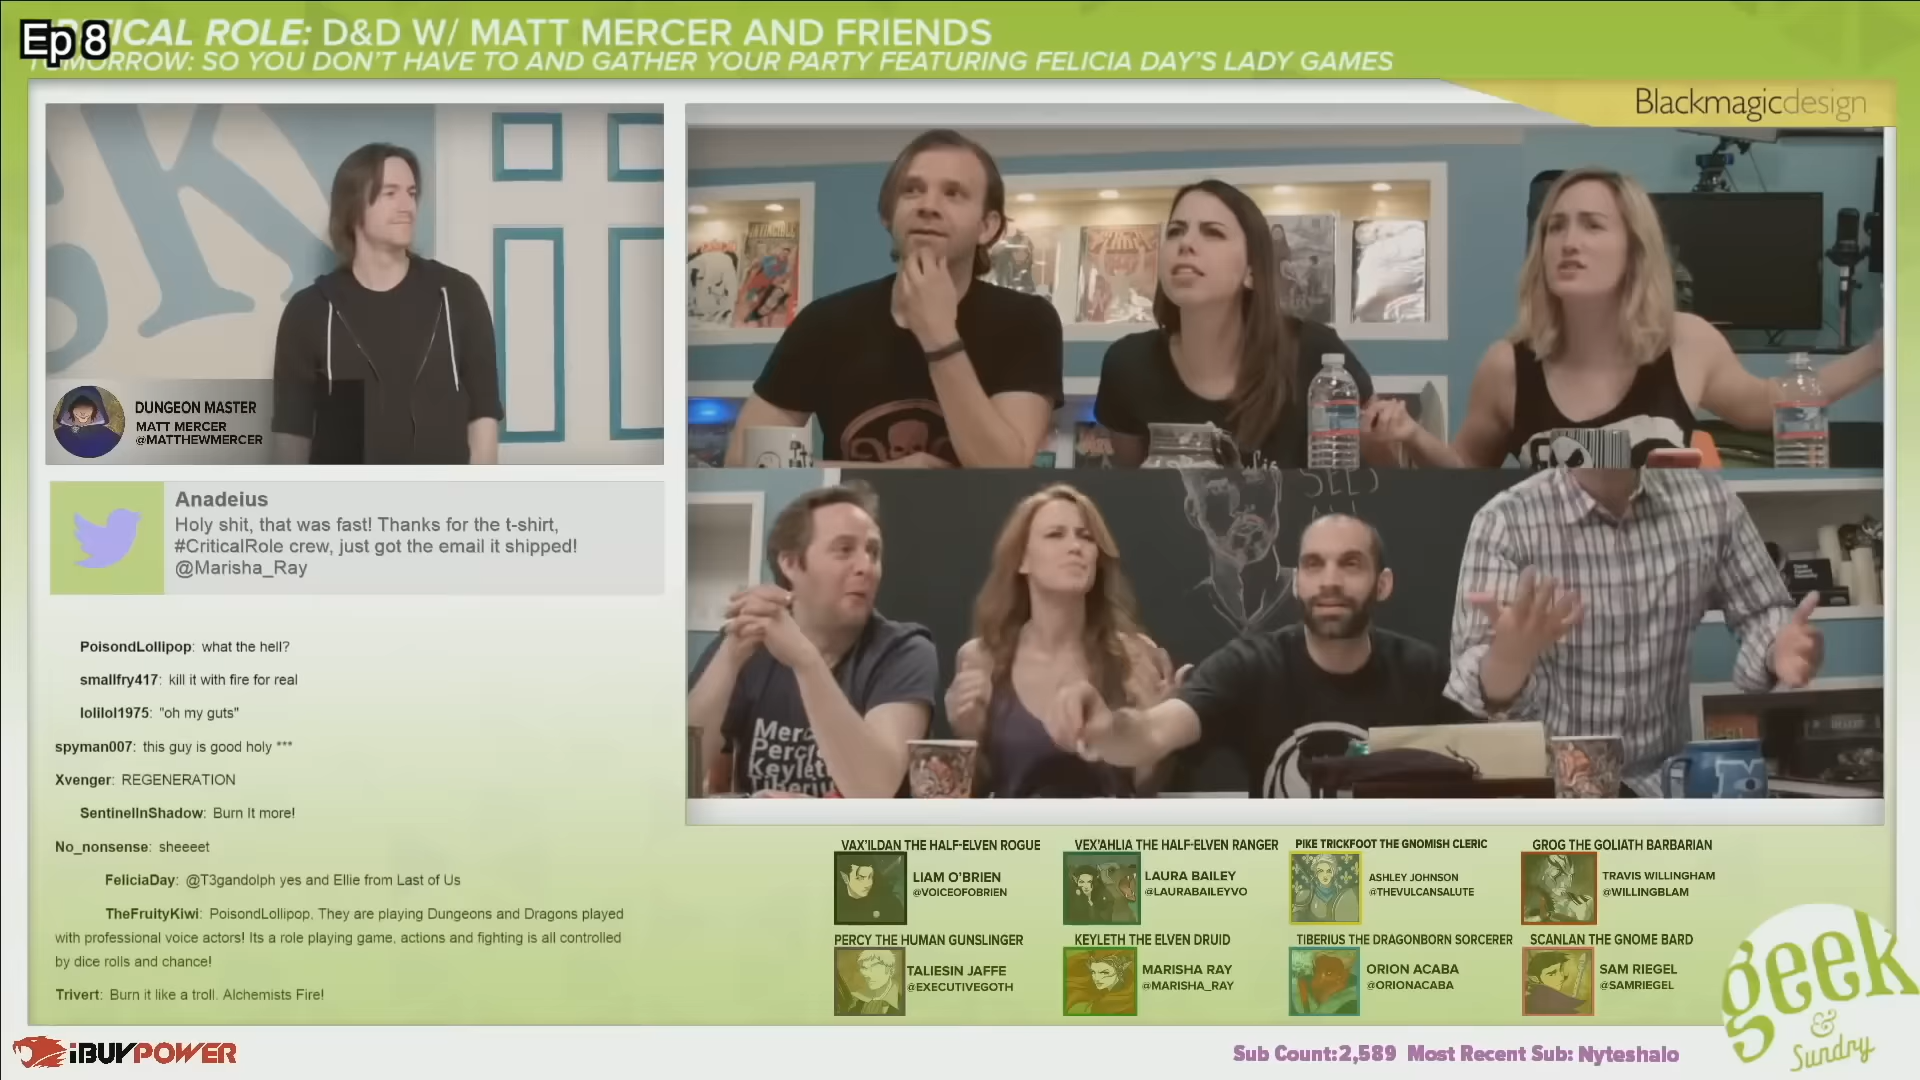 Ep 8
ICAL ROLE: D&D W/ MATT MERCER AND FRIENDS
TOMORROW: SO YOU DON'T HAVE TO AND GATHER YOUR PARTY FEATURING FELICIA DAY'S LADY GAMES
Blackmagicdesign
DUNGEON MASTER
MATT MERCER
@MATTHEWMERCER
Anadeius
Holy shit, that was fast! Thanks for the t-shirt,
#CriticalRole crew, just got the email it shipped!
@Marisha_Ray
PoisondLollipop: what the hell?
smallfry417: kill it with fire for real
lolilol1975: "oh my guts"
spyman007: this guy is good holy ***
Xvenger: REGENERATION
SentinelInShadow: Burn It more!
No_nonsense: sheeeet
FeliciaDay: @T3gandolph yes and Ellie from Last of Us
TheFruityKiwi: PoisondLollipop, They are playing Dungeons and Dragons played
with professional voice actors! Its a role playing game, actions and fighting is all controlled
by dice rolls and chance!
Trivert: Burn it like a troll. Alchemists Fire!
INVINCIBLE
SEES
Merc
Percy
Keylet
Tiberiu
VAX'ILDAN THE HALF-ELVEN ROGUE
LIAM O'BRIEN
@VOICEOFOBRIEN
VEX'AHLIA THE HALF-ELVEN RANGER
LAURA BAILEY
@LAURABAILEYVO
PIKE TRICKFOOT THE GNOMISH CLERIC
ASHLEY JOHNSON
@THEVULCANSALUTE
GROG THE GOLIATH BARBARIAN
TRAVIS WILLINGHAM
@WILLINGBLAM
PERCY THE HUMAN GUNSLINGER
TALIESIN JAFFE
@EXECUTIVEGOTH
KEYLETH THE ELVEN DRUID
MARISHA RAY
@MARISHA_RAY
TIBERIUS THE DRAGONBORN SORCERER
ORION ACABA
@ORIONACABA
SCANLAN THE GNOME BARD
SAM RIEGEL
@SAMRIEGEL
geek
&
Sundry
iBUYPOWER
Sub Count:2,589 Most Recent Sub: Nyteshalo